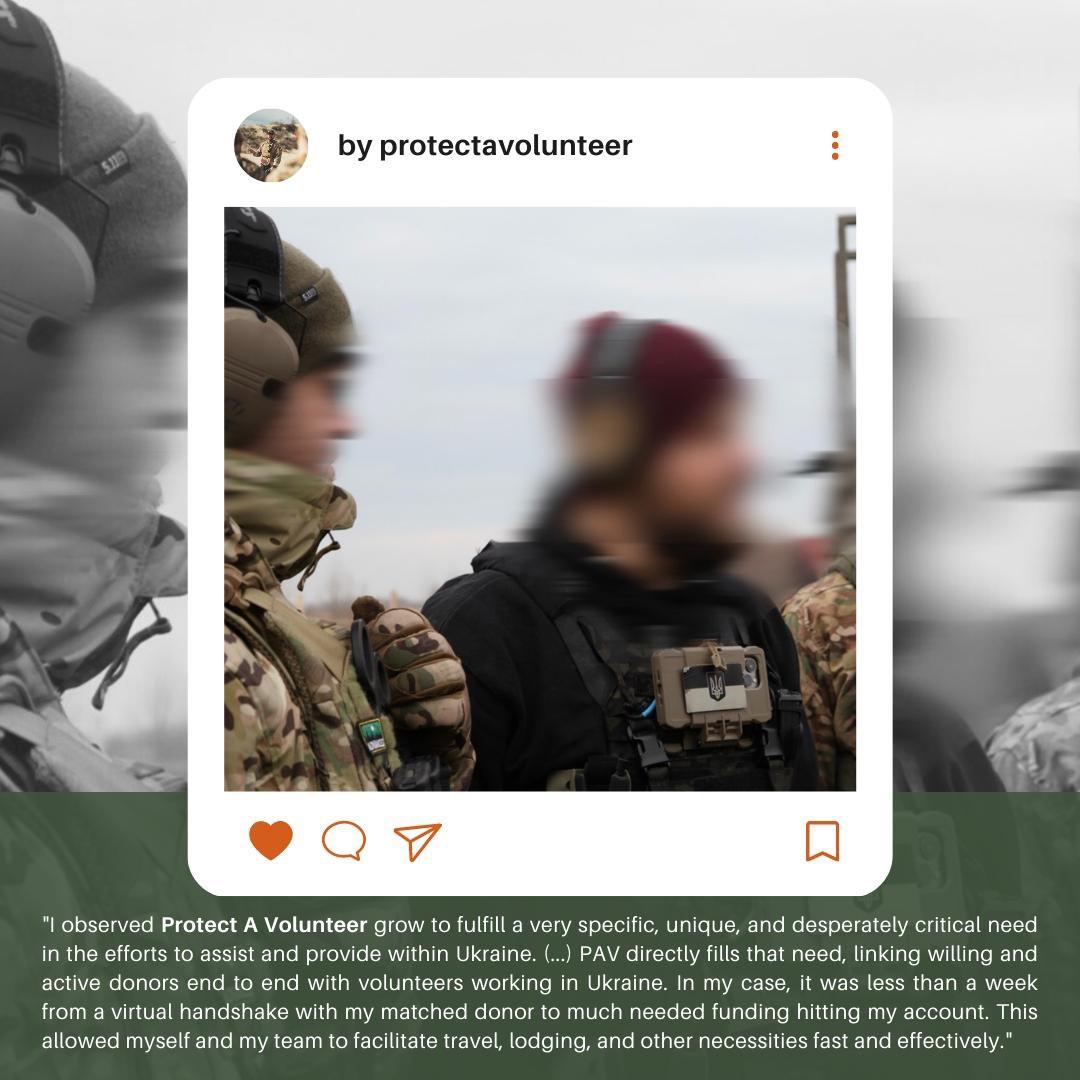 by protectavolunteer
5.11
"I observed Protect A Volunteer grow to fulfill a very specific, unique, and desperately critical need
in the efforts to assist and provide within Ukraine. (...) PAV directly fills that need, linking willing and
active donors end to end with volunteers working in Ukraine. In my case, it was less than a week
from a virtual handshake with my matched donor to much needed funding hitting my account. This
allowed myself and my team to facilitate travel, lodging, and other necessities fast and effectively."